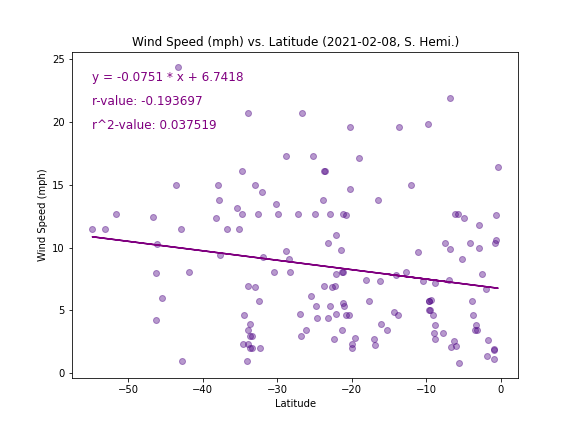 Wind Speed (mph) vs. Latitude (2021-02-08, S. Hemi.)
25
y = -0.0751 * x + 6.7418
r-value: -0.193697
20
r^2-value: 0.037519
15
Wind Speed (mph)
10
5
0
−50 −40 −30 −20 −10 0
Latitude